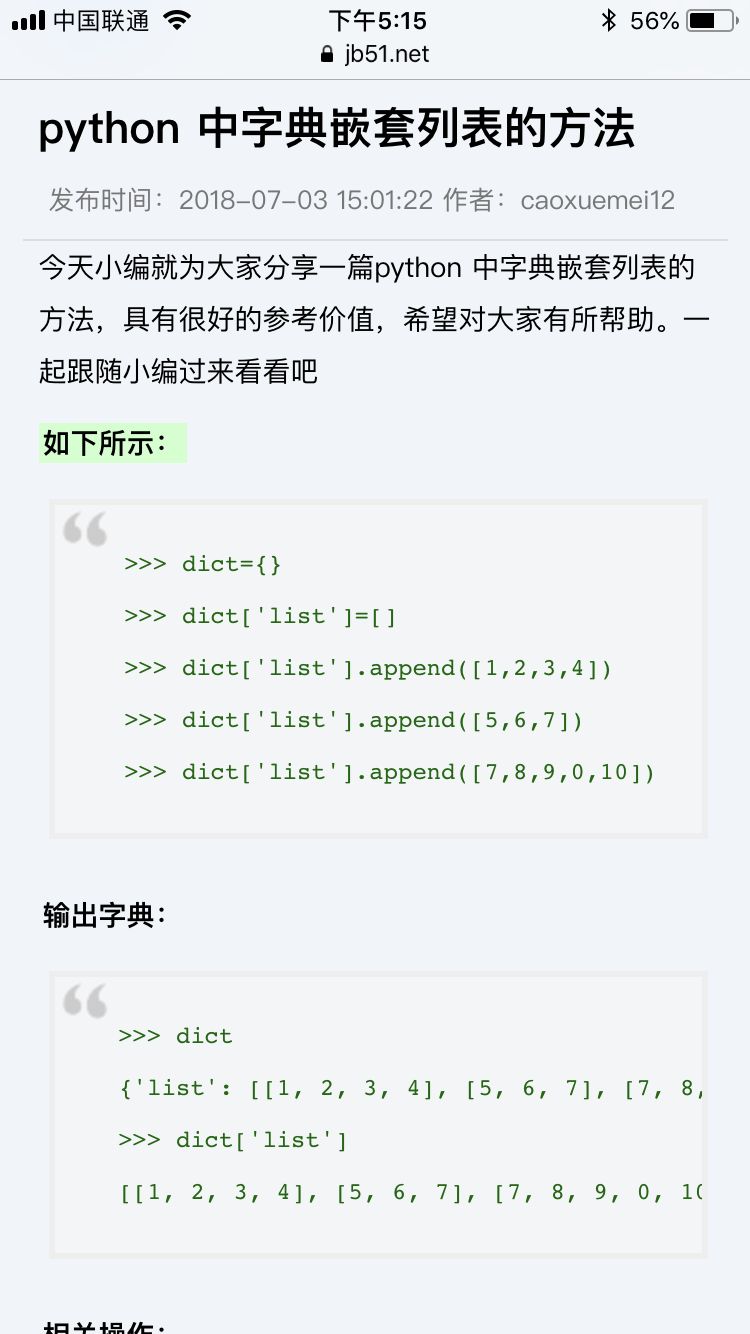 中国联通 下午5:15 56%
jb51.net
python 中字典嵌套列表的方法
发布时间：2018-07-03 15:01:22 作者：caoxuemei12
今天小编就为大家分享一篇python 中字典嵌套列表的
方法，具有很好的参考价值，希望对大家有所帮助。一
起跟随小编过来看看吧
如下所示：
>>> dict={}
>>> dict['list']=[]
>>> dict['list'].append([1,2,3,4])
>>> dict['list'].append([5,6,7])
>>> dict['list'].append([7,8,9,0,10])
输出字典：
>>> dict
{'list': [[1, 2, 3, 4], [5, 6, 7], [7, 8,
>>> dict['list']
[[1, 2, 3, 4], [5, 6, 7], [7, 8, 9, 0, 10
相关操作：